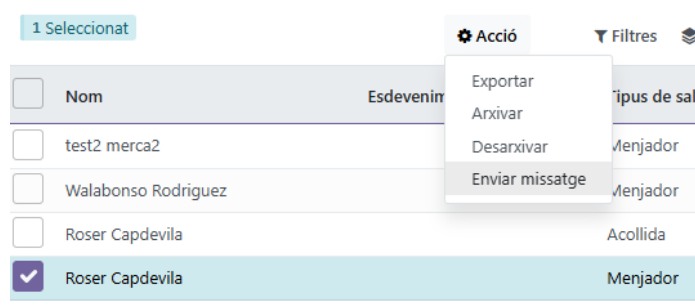 1 Seleccionat
Acció
Filtres
Nom
Esdevenim
Tipus de sal
Exportar
Arxivar
Desarxivar
Enviar missatge
test2 merca2
Menjador
Walabonso Rodriguez
Menjador
Roser Capdevila
Acollida
Roser Capdevila
Menjador